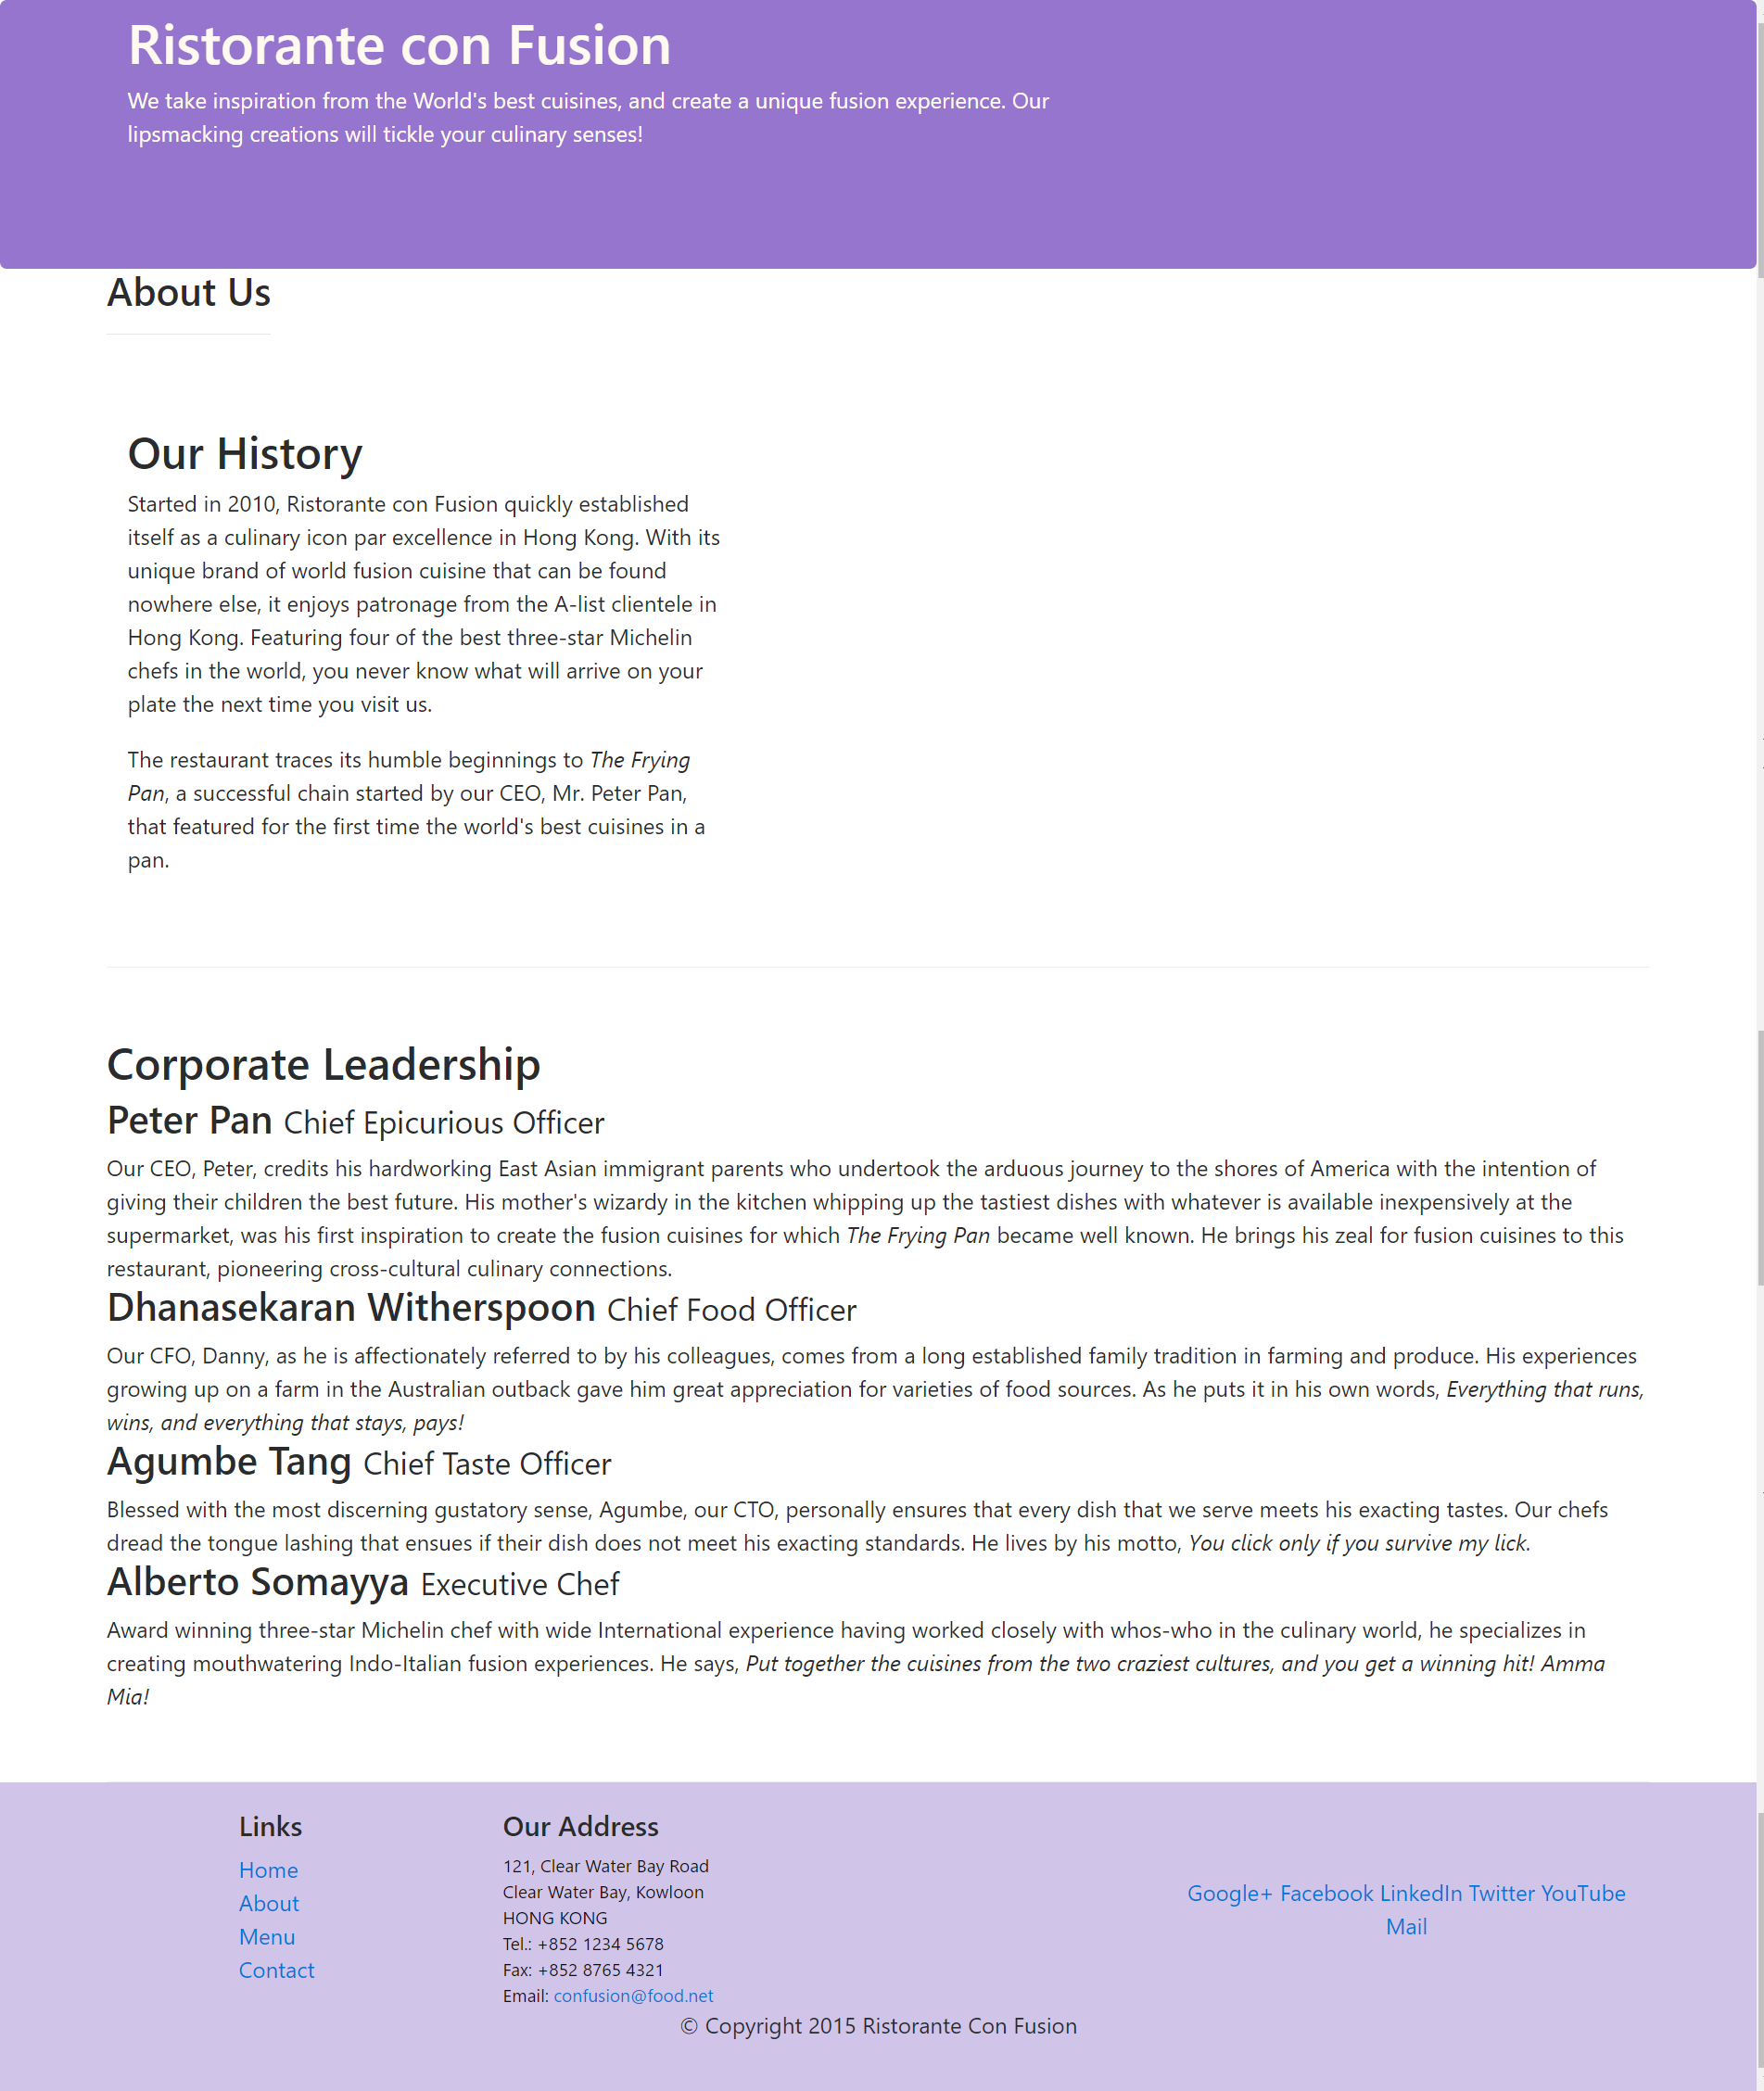 Ristorante con Fusion
We take inspiration from the World's best cuisines, and create a unique fusion experience. Our
lipsmacking creations will tickle your culinary senses!
About Us
Our History
Started in 2010, Ristorante con Fusion quickly established
itself as a culinary icon par excellence in Hong Kong. With its
unique brand of world fusion cuisine that can be found
nowhere else, it enjoys patronage from the A-list clientele in
Hong Kong. Featuring four of the best three-star Michelin
chefs in the world, you never know what will arrive on your
plate the next time you visit us.
The restaurant traces its humble beginnings to The Frying
Pan, a successful chain started by our CEO, Mr. Peter Pan,
that featured for the first time the world's best cuisines in a
pan.
Corporate Leadership
Peter Pan Chief Epicurious Officer
Our CEO, Peter, credits his hardworking East Asian immigrant parents who undertook the arduous journey to the shores of America with the intention of
giving their children the best future. His mother's wizardy in the kitchen whipping up the tastiest dishes with whatever is available inexpensively at the
supermarket, was his first inspiration to create the fusion cuisines for which The Frying Pan became well known. He brings his zeal for fusion cuisines to this
restaurant, pioneering cross-cultural culinary connections.
Dhanasekaran Witherspoon Chief Food Officer
Our CFO, Danny, as he is affectionately referred to by his colleagues, comes from a long established family tradition in farming and produce. His experiences
growing up on a farm in the Australian outback gave him great appreciation for varieties of food sources. As he puts it in his own words, Everything that runs,
wins, and everything that stays, pays!
Agumbe Tang Chief Taste Officer
Blessed with the most discerning gustatory sense, Agumbe, our CTO, personally ensures that every dish that we serve meets his exacting tastes. Our chefs
dread the tongue lashing that ensues if their dish does not meet his exacting standards. He lives by his motto, You click only if you survive my lick.
Alberto Somayya Executive Chef
Award winning three-star Michelin chef with wide International experience having worked closely with whos-who in the culinary world, he specializes in
creating mouthwatering Indo-Italian fusion experiences. He says, Put together the cuisines from the two craziest cultures, and you get a winning hit! Amma
Mia!
Links
Home
About
Menu
Contact
Our Address
121, Clear Water Bay Road
Clear Water Bay, Kowloon
HONG KONG
Tel.: +852 1234 5678
Fax: +852 8765 4321
Email: confusion@food.net
Google+ Facebook LinkedIn Twitter YouTube
Mail
© Copyright 2015 Ristorante Con Fusion